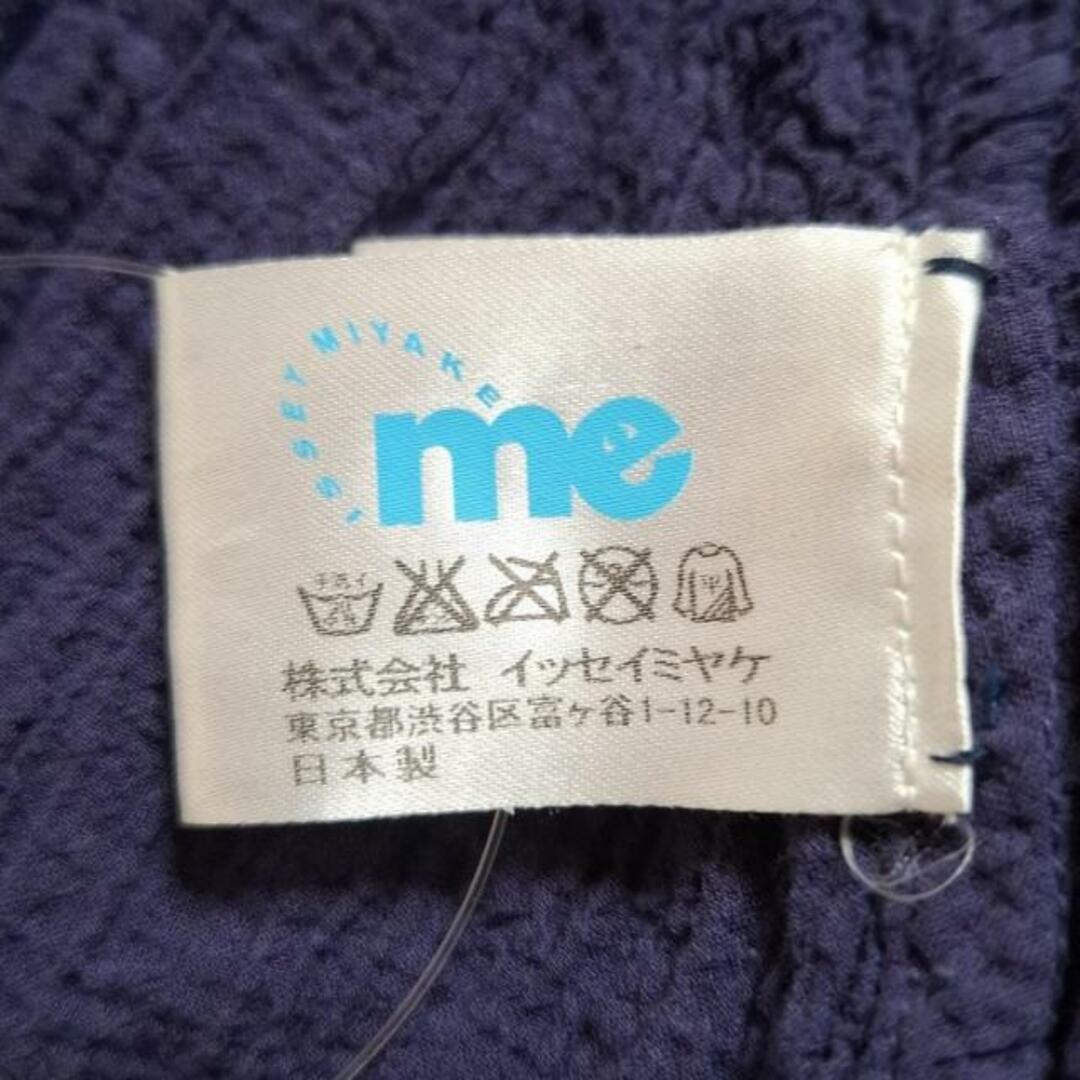 ISSEY MIYAKE
me
株式会社 イッセイミヤケ
東京都渋谷区富ヶ谷1-12-10
日本製